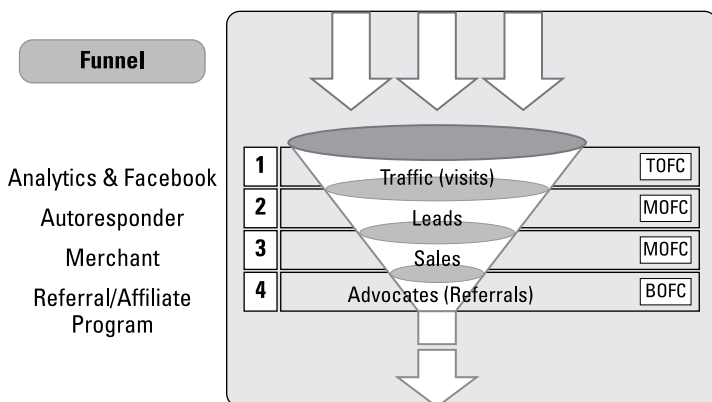 Funnel
Analytics & Facebook
1
Traffic (visits)
TOFC
Autoresponder
2
Leads
MOFC
Merchant
3
Sales
MOFC
Referral/Affiliate
Program
4
Advocates (Referrals)
BOFC